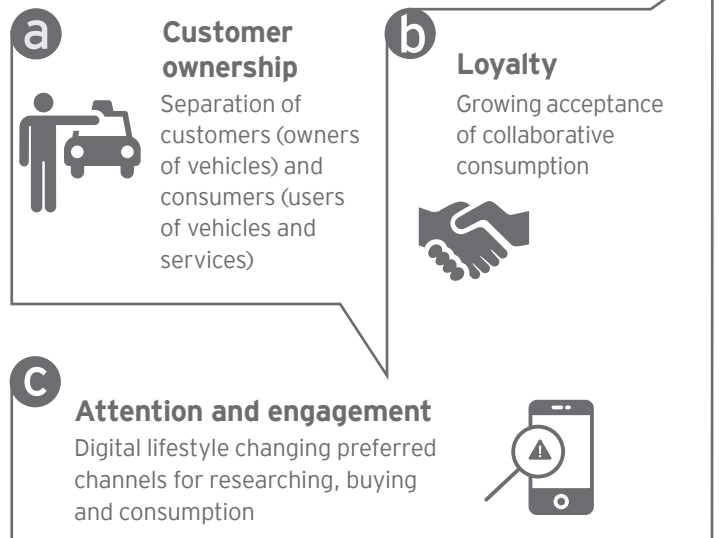 a
Customer
ownership
Separation of
customers (owners
of vehicles) and
consumers (users
of vehicles and
services)
b
Loyalty
Growing acceptance
of collaborative
consumption
c
Attention and engagement
Digital lifestyle changing preferred
channels for researching, buying
and consumption